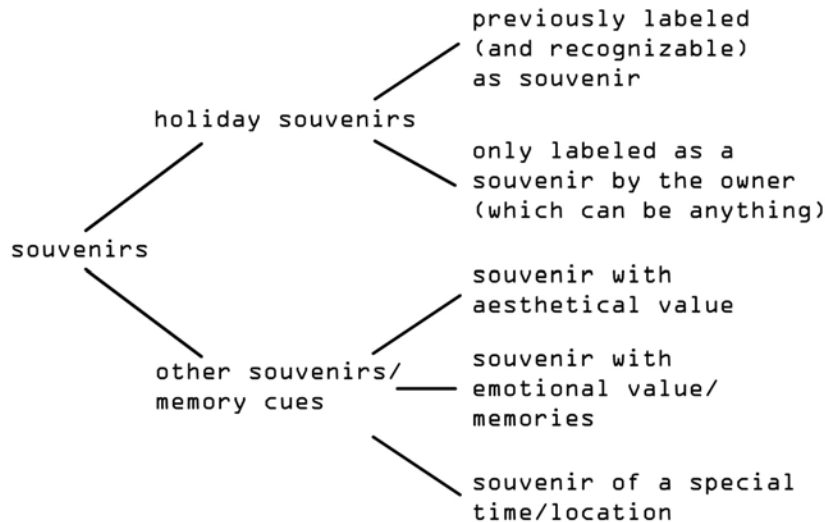 previously labeled
(and recognizable)
as souvenir
holiday souvenirs
only labeled as a
souvenir by the owner
(which can be anything)
souvenirs
souvenir with
aesthetical value
other souvenirs/
memory cues
souvenir with
emotional value/
memories
souvenir of a special
time/location